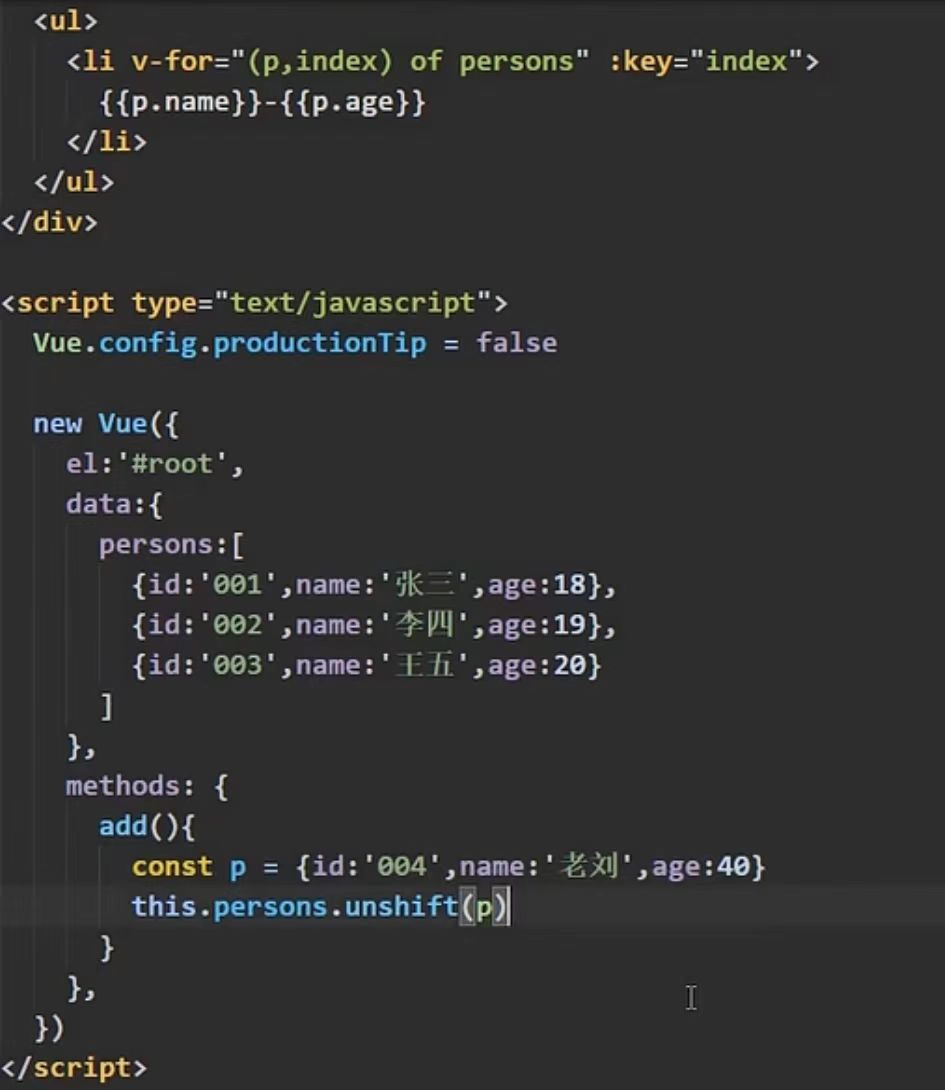 <ul>
<li v-for="(p,index) of persons" :key="index">
{{p.name}}-{{p.age}}
</li>
</ul>
</div>
<script type="text/javascript">
Vue.config.productionTip = false
new Vue({
el:'#root',
data:{
persons:[
{id:'001',name:'张三',age:18},
{id:'002',name:'李四',age:19},
{id:'003',name:'王五',age:20}
]
},
methods: {
add(){
const p = {id:'004',name:'老刘',age:40}
this.persons.unshift(p)
}
},
})
</script>